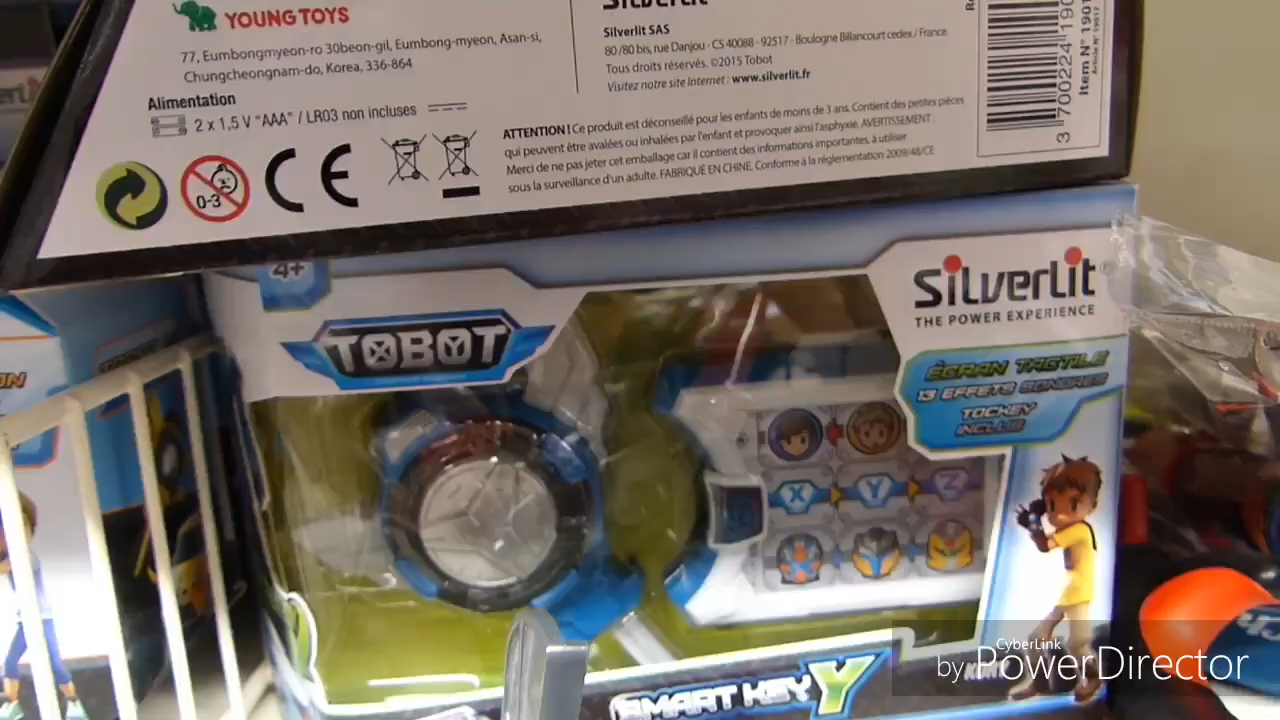 YOUNG TOYS
77, Eumbongmyeon-ro 30beon-gil, Eumbong-myeon, Asan-si,
Chungcheongnam-do, Korea, 336-864
Silverlit
Silverlit SAS
80/80 bis, rue Danjou - CS 40088 - 92517 - Boulogne Billancourt cedex / France.
Tous droits réservés. ©2015 Tobot
Visitez notre site Internet : www.silverlit.fr
Alimentation
2 x 1,5 V "AAA" / LR03 non incluses
0-3
CE
ATTENTION ! Ce produit est déconseillé pour les enfants de moins de 3 ans. Contient des petites pièces
qui peuvent être avalées ou inhalées par l'enfant et provoquer ainsi l'asphyxie. AVERTISSEMENT :
Merci de ne pas jeter cet emballage car il contient des informations importantes, à utiliser
sous la surveillance d'un adulte. FABRIQUÉ EN CHINE. Conforme à la réglementation 2009/48/CE
3 700224 190
Item N° 1901
4+
TOBOT
Silverlit
THE POWER EXPERIENCE
ÉCRAN TACTILE
13 EFFETS SONORES
TOCKEY
INCLUS
X Y Z
SMART KEY Y
CyberLink
by PowerDirector